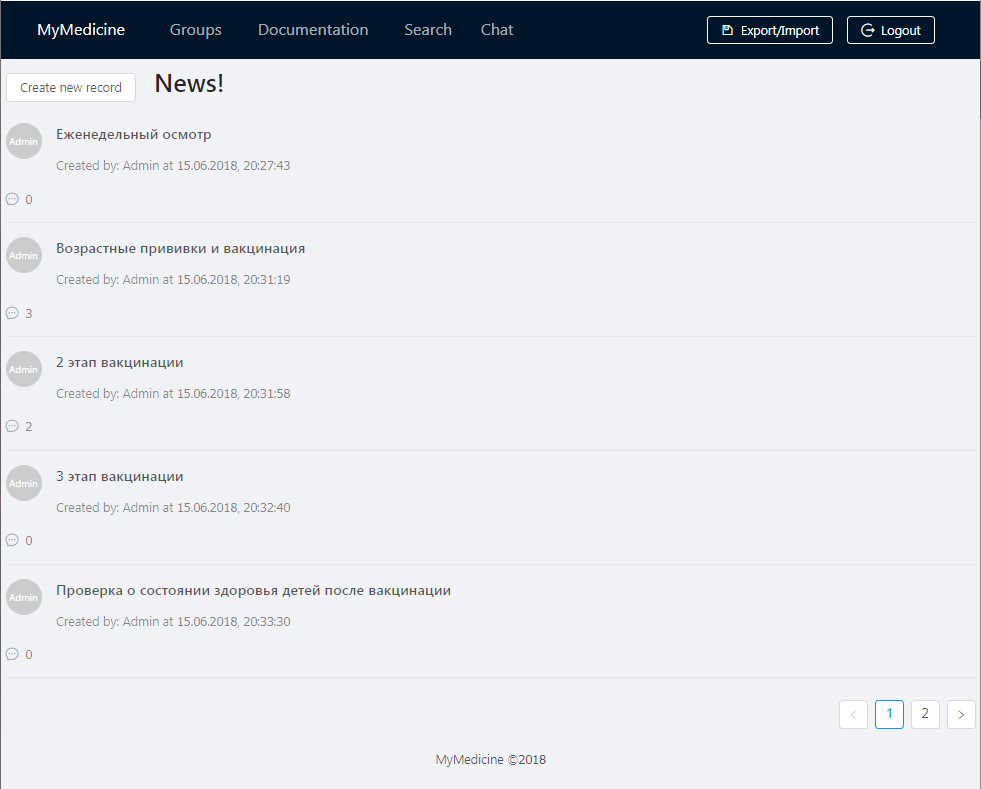 MyMedicine Groups Documentation Search Chat Export/Import Logout
Create new record News!
Admin Еженедельный осмотр
Created by: Admin at 15.06.2018, 20:27:43
0
Admin Возрастные прививки и вакцинация
Created by: Admin at 15.06.2018, 20:31:19
3
Admin 2 этап вакцинации
Created by: Admin at 15.06.2018, 20:31:58
2
Admin 3 этап вакцинации
Created by: Admin at 15.06.2018, 20:32:40
0
Admin Проверка о состоянии здоровья детей после вакцинации
Created by: Admin at 15.06.2018, 20:33:30
0
< 1 2 >
MyMedicine ©2018